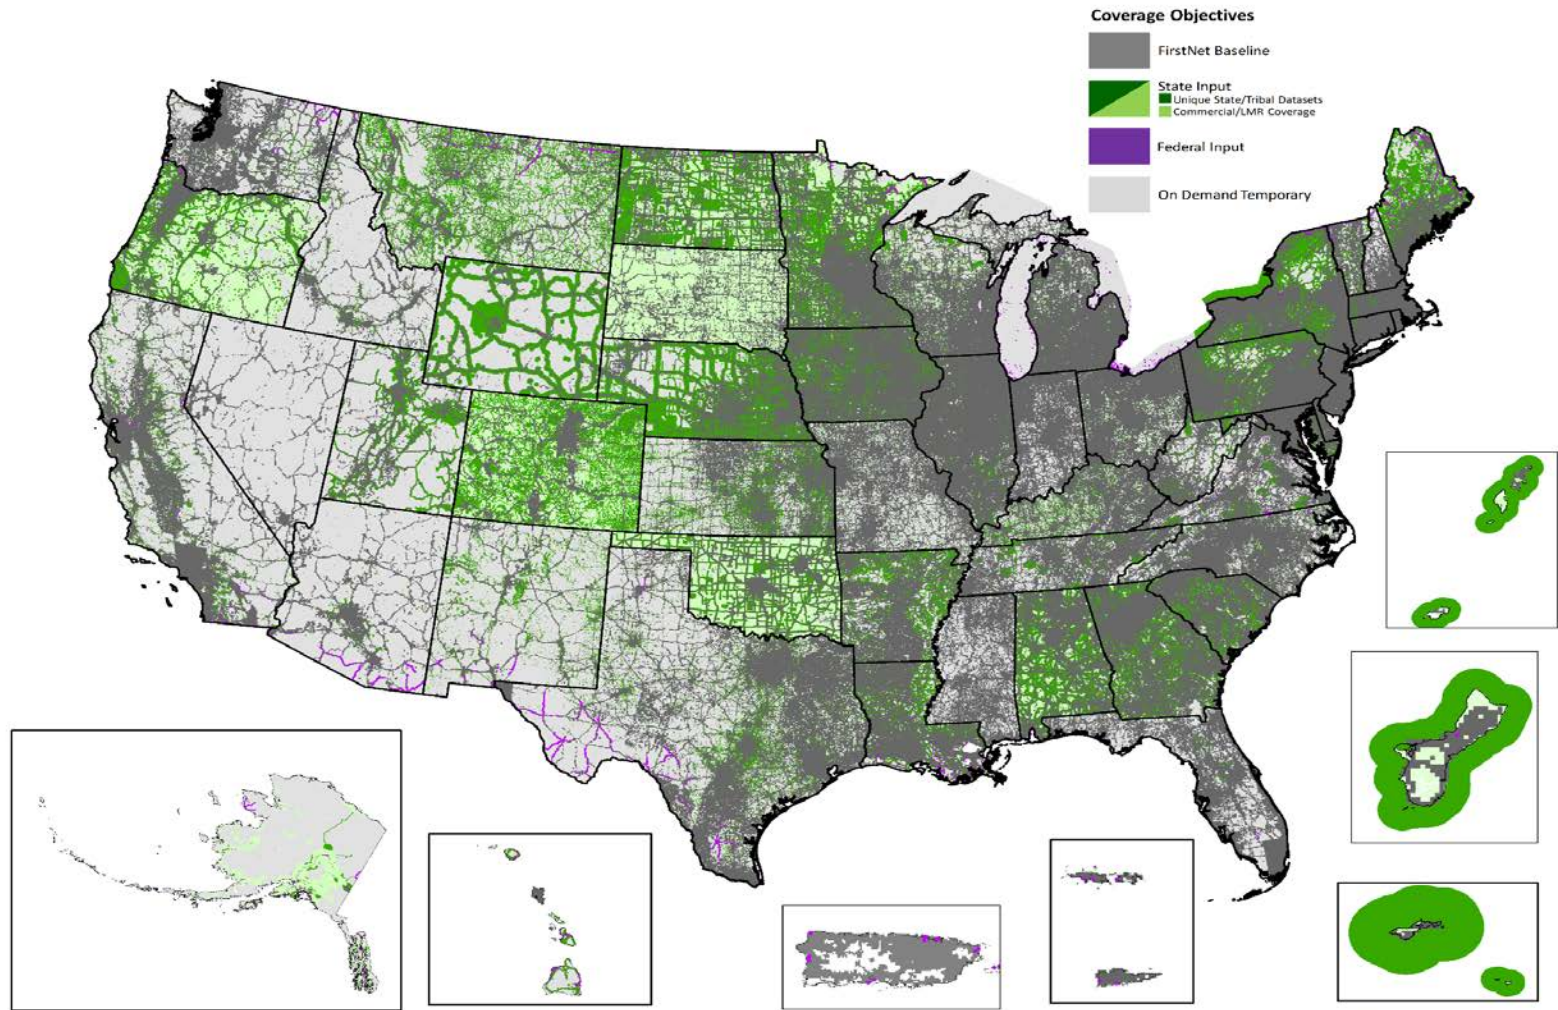 Coverage Objectives
FirstNet Baseline
State Input
Unique State/Tribal Datasets
Commercial/LMR Coverage
Federal Input
On Demand Temporary